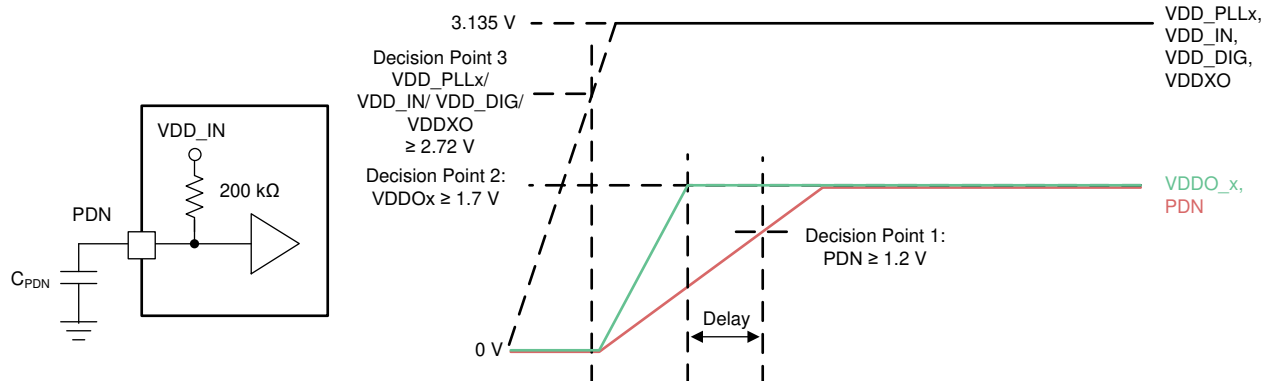 VDD_IN
200 kΩ
PDN
CPDN
3.135 V
Decision Point 3
VDD_PLLx/
VDD_IN/ VDD_DIG/
VDDXO
≥ 2.72 V
Decision Point 2:
VDDOx ≥ 1.7 V
0 V
Delay
Decision Point 1:
PDN ≥ 1.2 V
VDD_PLLx,
VDD_IN,
VDD_DIG,
VDDXO
VDDO_x,
PDN